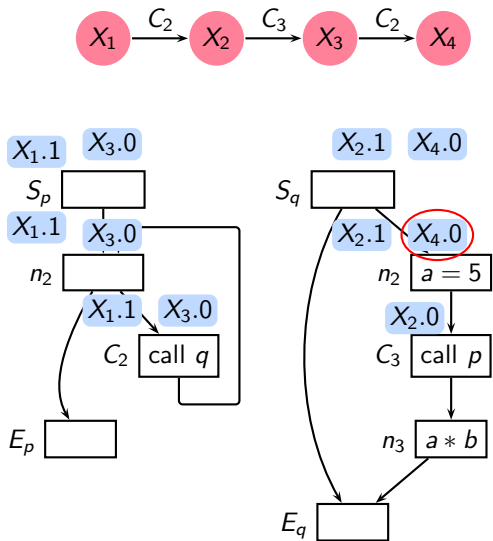 C₂ C₃ C₂
X₁ X₂ X₃ X₄
X₁.1 X₃.0 X₂.1 X₄.0
Sₚ S_q
X₁.1 X₃.0 X₂.1 X₄.0
n₂ n₂ a = 5
X₁.1 X₃.0 X₂.0
C₂ call q C₃ call p
Eₚ n₃ a ∗ b
E_q